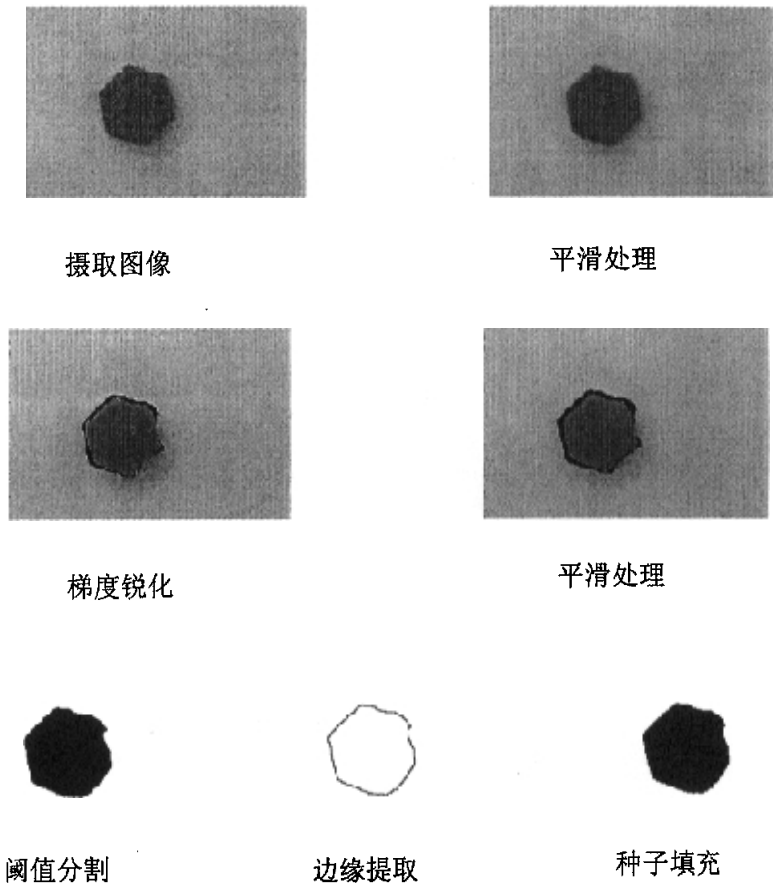 摄取图像
平滑处理
梯度锐化
平滑处理
阈值分割
边缘提取
种子填充